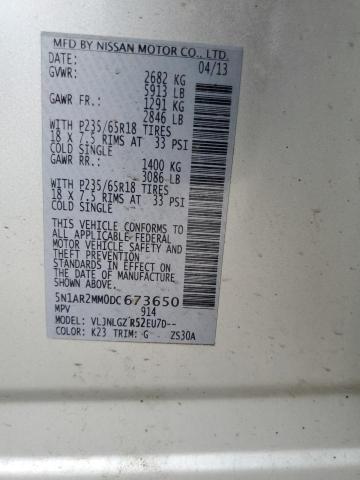 MFD BY NISSAN MOTOR CO., LTD.
DATE: 04/13
GVWR: 2682 KG
5913 LB
GAWR FR.: 1291 KG
2846 LB
WITH P235/65R18 TIRES
18 X 7.5 RIMS AT 33 PSI
COLD SINGLE
GAWR RR.: 1400 KG
3086 LB
WITH P235/65R18 TIRES
18 X 7.5 RIMS AT 33 PSI
COLD SINGLE
THIS VEHICLE CONFORMS TO
ALL APPLICABLE FEDERAL
MOTOR VEHICLE SAFETY AND
THEFT PREVENTION
STANDARDS IN EFFECT ON
THE DATE OF MANUFACTURE
SHOWN ABOVE.
5N1AR2MM0DC673650
MPV 914
MODEL: VLJNLGZ R52EU7D--
COLOR: K23 TRIM: G ZS30A